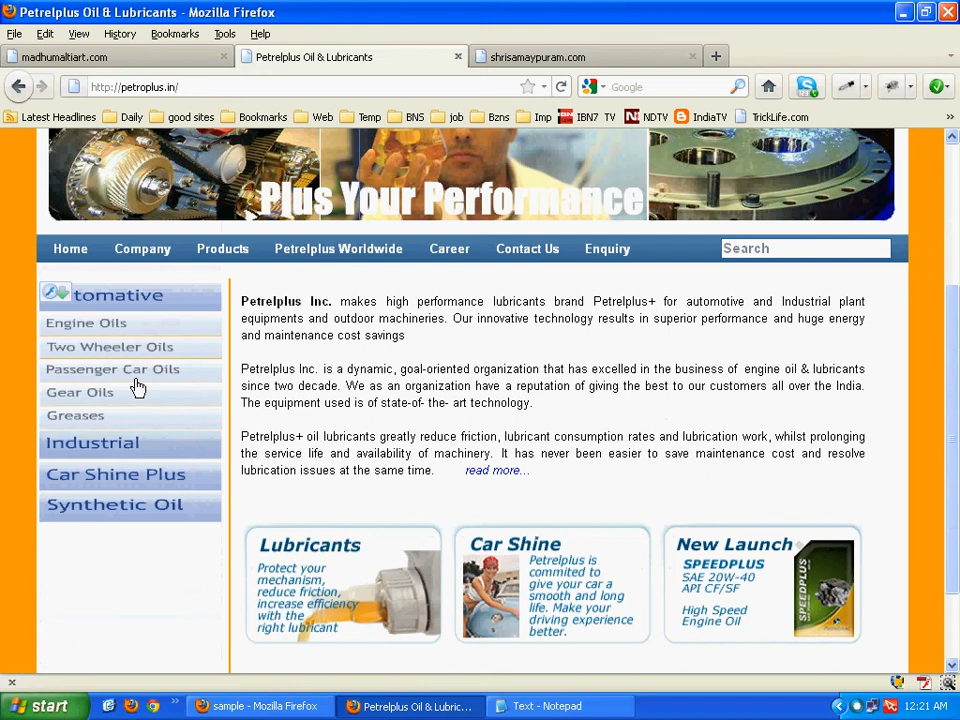 Petrelplus Oil & Lubricants - Mozilla Firefox
File Edit View History Bookmarks Tools Help
madhumaltiart.com Petrelplus Oil & Lubricants shrisamaypuram.com
http://petroplus.in/ Google
Latest Headlines Daily good sites Bookmarks Web Temp BNS job Bzns Imp IBN7 TV NDTV IndiaTV TrickLife.com
Plus Your Performance
Home Company Products Petrelplus Worldwide Career Contact Us Enquiry Search
tomative
Engine Oils
Two Wheeler Oils
Passenger Car Oils
Gear Oils
Greases
Industrial
Car Shine Plus
Synthetic Oil
Petrelplus Inc. makes high performance lubricants brand Petrelplus+ for automotive and Industrial plant
equipments and outdoor machineries. Our innovative technology results in superior performance and huge energy
and maintenance cost savings
Petrelplus Inc. is a dynamic, goal-oriented organization that has excelled in the business of engine oil & lubricants
since two decade. We as an organization have a reputation of giving the best to our customers all over the India.
The equipment used is of state-of- the- art technology.
Petrelplus+ oil lubricants greatly reduce friction, lubricant consumption rates and lubrication work, whilst prolonging
the service life and availability of machinery. It has never been easier to save maintenance cost and resolve
lubrication issues at the same time. read more...
Lubricants
Protect your
mechanism,
reduce friction,
increase efficiency
with the
right lubricant
Car Shine
Petrelplus is
commited to
give your car a
smooth and long
life. Make your
driving experience
better.
New Launch
SPEEDPLUS
SAE 20W-40
API CF/SF
High Speed
Engine Oil
SPEEDPLUS
start sample - Mozilla Firefox Petrelplus Oil & Lubric... Text - Notepad 12:21 AM